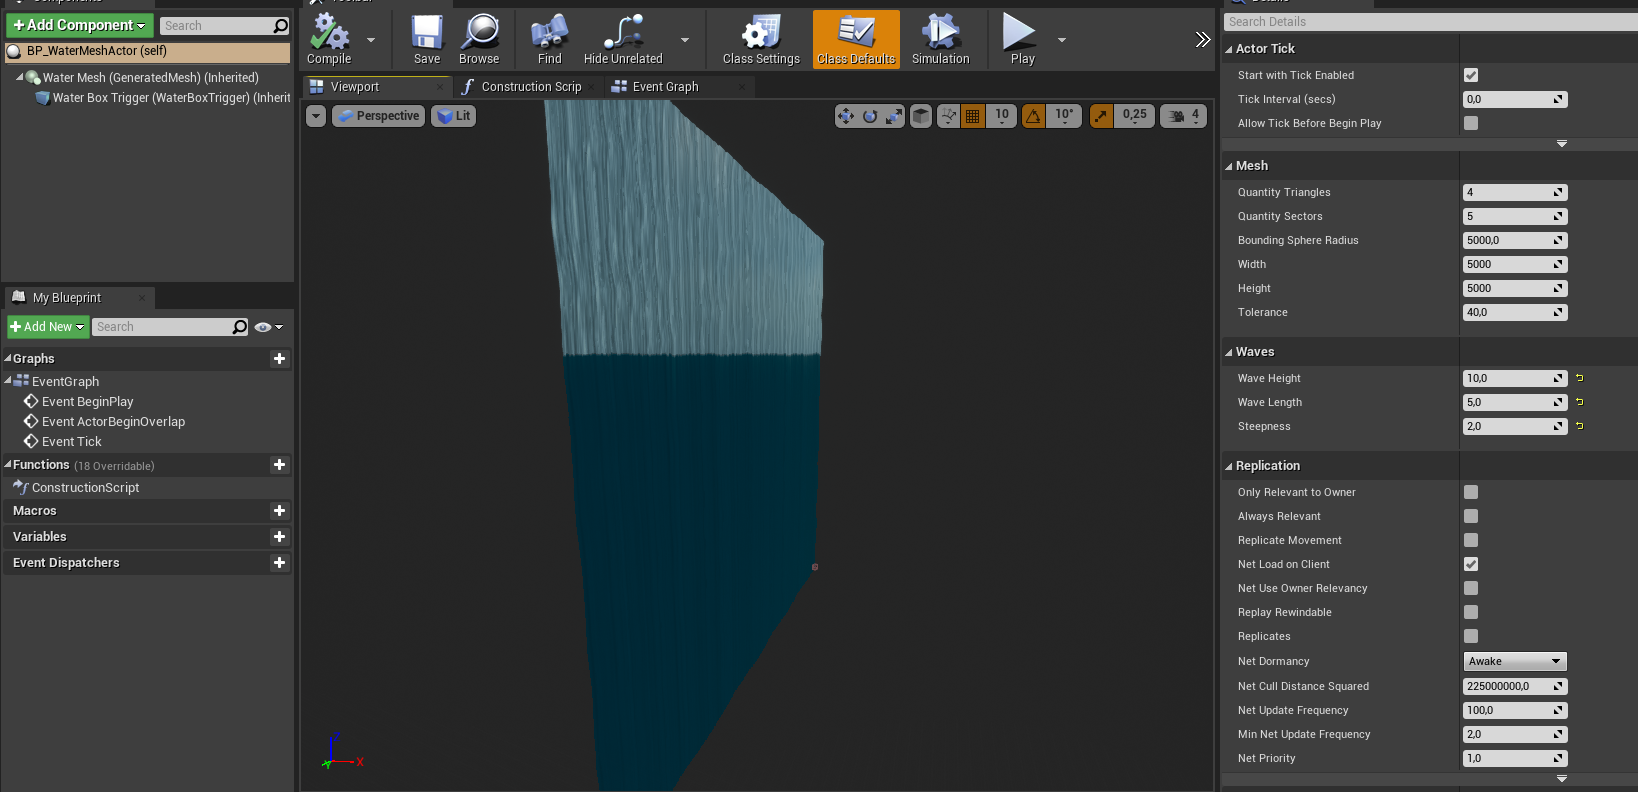 Add Component
Search
BP_WaterMeshActor (self)
Water Mesh (GeneratedMesh) (Inherited)
Water Box Trigger (WaterBoxTrigger) (Inherit
My Blueprint
Add New
Search
Graphs
EventGraph
Event BeginPlay
Event ActorBeginOverlap
Event Tick
Functions (18 Overridable)
ConstructionScript
Macros
Variables
Event Dispatchers
Compile
Save
Browse
Find
Hide Unrelated
Class Settings
Class Defaults
Simulation
Play
Viewport
Construction Scrip
Event Graph
Perspective
Lit
10
10°
0,25
4
X
Search Details
Actor Tick
Start with Tick Enabled
Tick Interval (secs) 0,0
Allow Tick Before Begin Play
Mesh
Quantity Triangles 4
Quantity Sectors 5
Bounding Sphere Radius 5000,0
Width 5000
Height 5000
Tolerance 40,0
Waves
Wave Height 10,0
Wave Length 5,0
Steepness 2,0
Replication
Only Relevant to Owner
Always Relevant
Replicate Movement
Net Load on Client
Net Use Owner Relevancy
Replay Rewindable
Replicates
Net Dormancy Awake
Net Cull Distance Squared 225000000,0
Net Update Frequency 100,0
Min Net Update Frequency 2,0
Net Priority 1,0